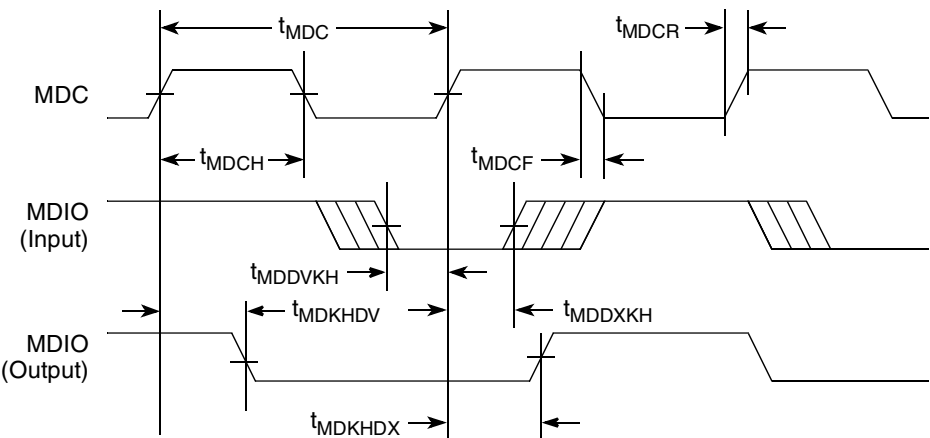 tMDC
tMDCR
MDC
tMDCH
tMDCF
MDIO
(Input)
tMDDVKH
tMDKHDV
tMDDXKH
MDIO
(Output)
tMDKHDX